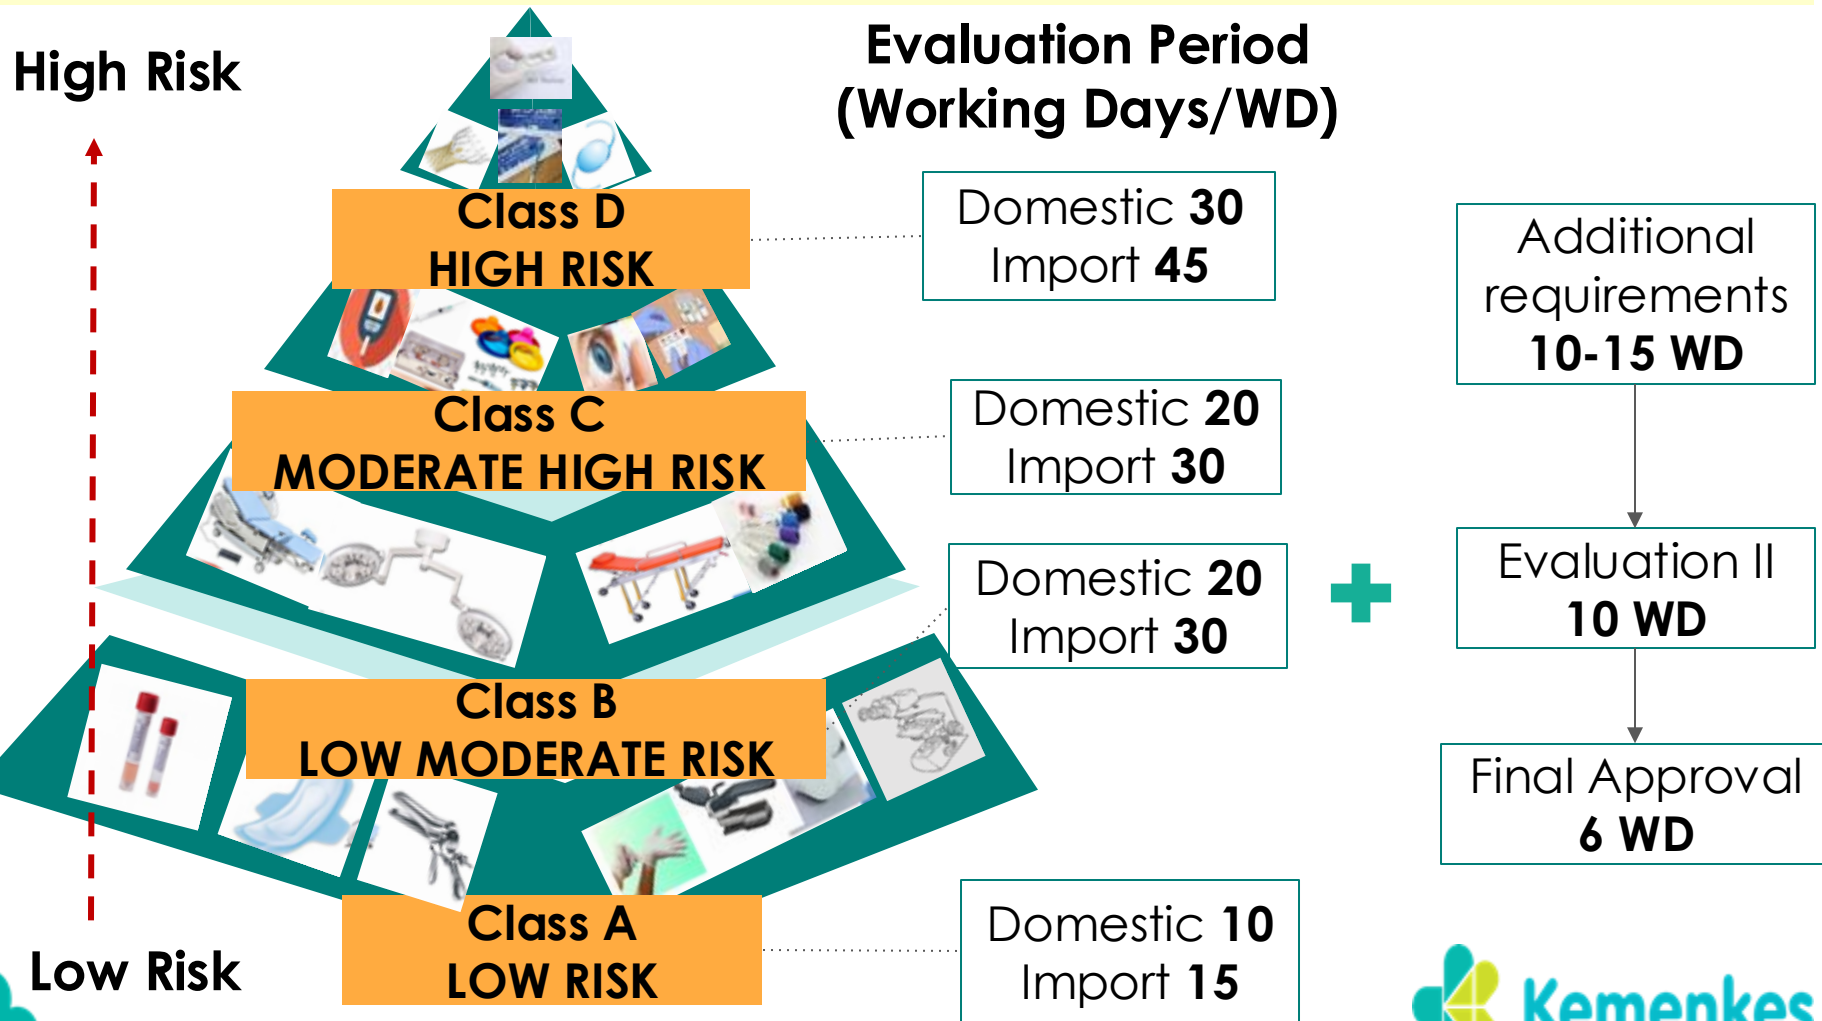 Evaluation Period
(Working Days/WD)
High Risk
Class D
HIGH RISK
Domestic 30
Import 45
Class C
MODERATE HIGH RISK
Domestic 20
Import 30
Class B
LOW MODERATE RISK
Domestic 20
Import 30
Class A
LOW RISK
Domestic 10
Import 15
Low Risk
Additional
requirements
10-15 WD
Evaluation II
10 WD
Final Approval
6 WD
Kemenkes